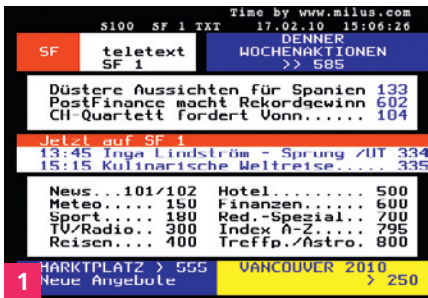 Time by www.milus.com
S100 SF 1 TXT 17.02.10 15:06:26
SF teletext SF 1
DENNER WOCHENAKTIONEN >> 585
Düstere Aussichten für Spanien 133
PostFinance macht Rekordgewinn 602
CH-Quartett fordert Vonn...... 104
Jetzt auf SF 1
13:45 Inga Lindström - Sprung /UT 334
15:15 Kulinarische Weltreise..... 335
News...101/102 Hotel......... 500
Meteo..... 150 Finanzen...... 600
Sport..... 180 Red.-Spezial.. 700
TV/Radio.. 300 Index A-Z..... 795
Reisen.... 400 Treffp./Astro. 800
MARKTPLATZ > 555 VANCOUVER 2010
1 Neue Angebote > 250